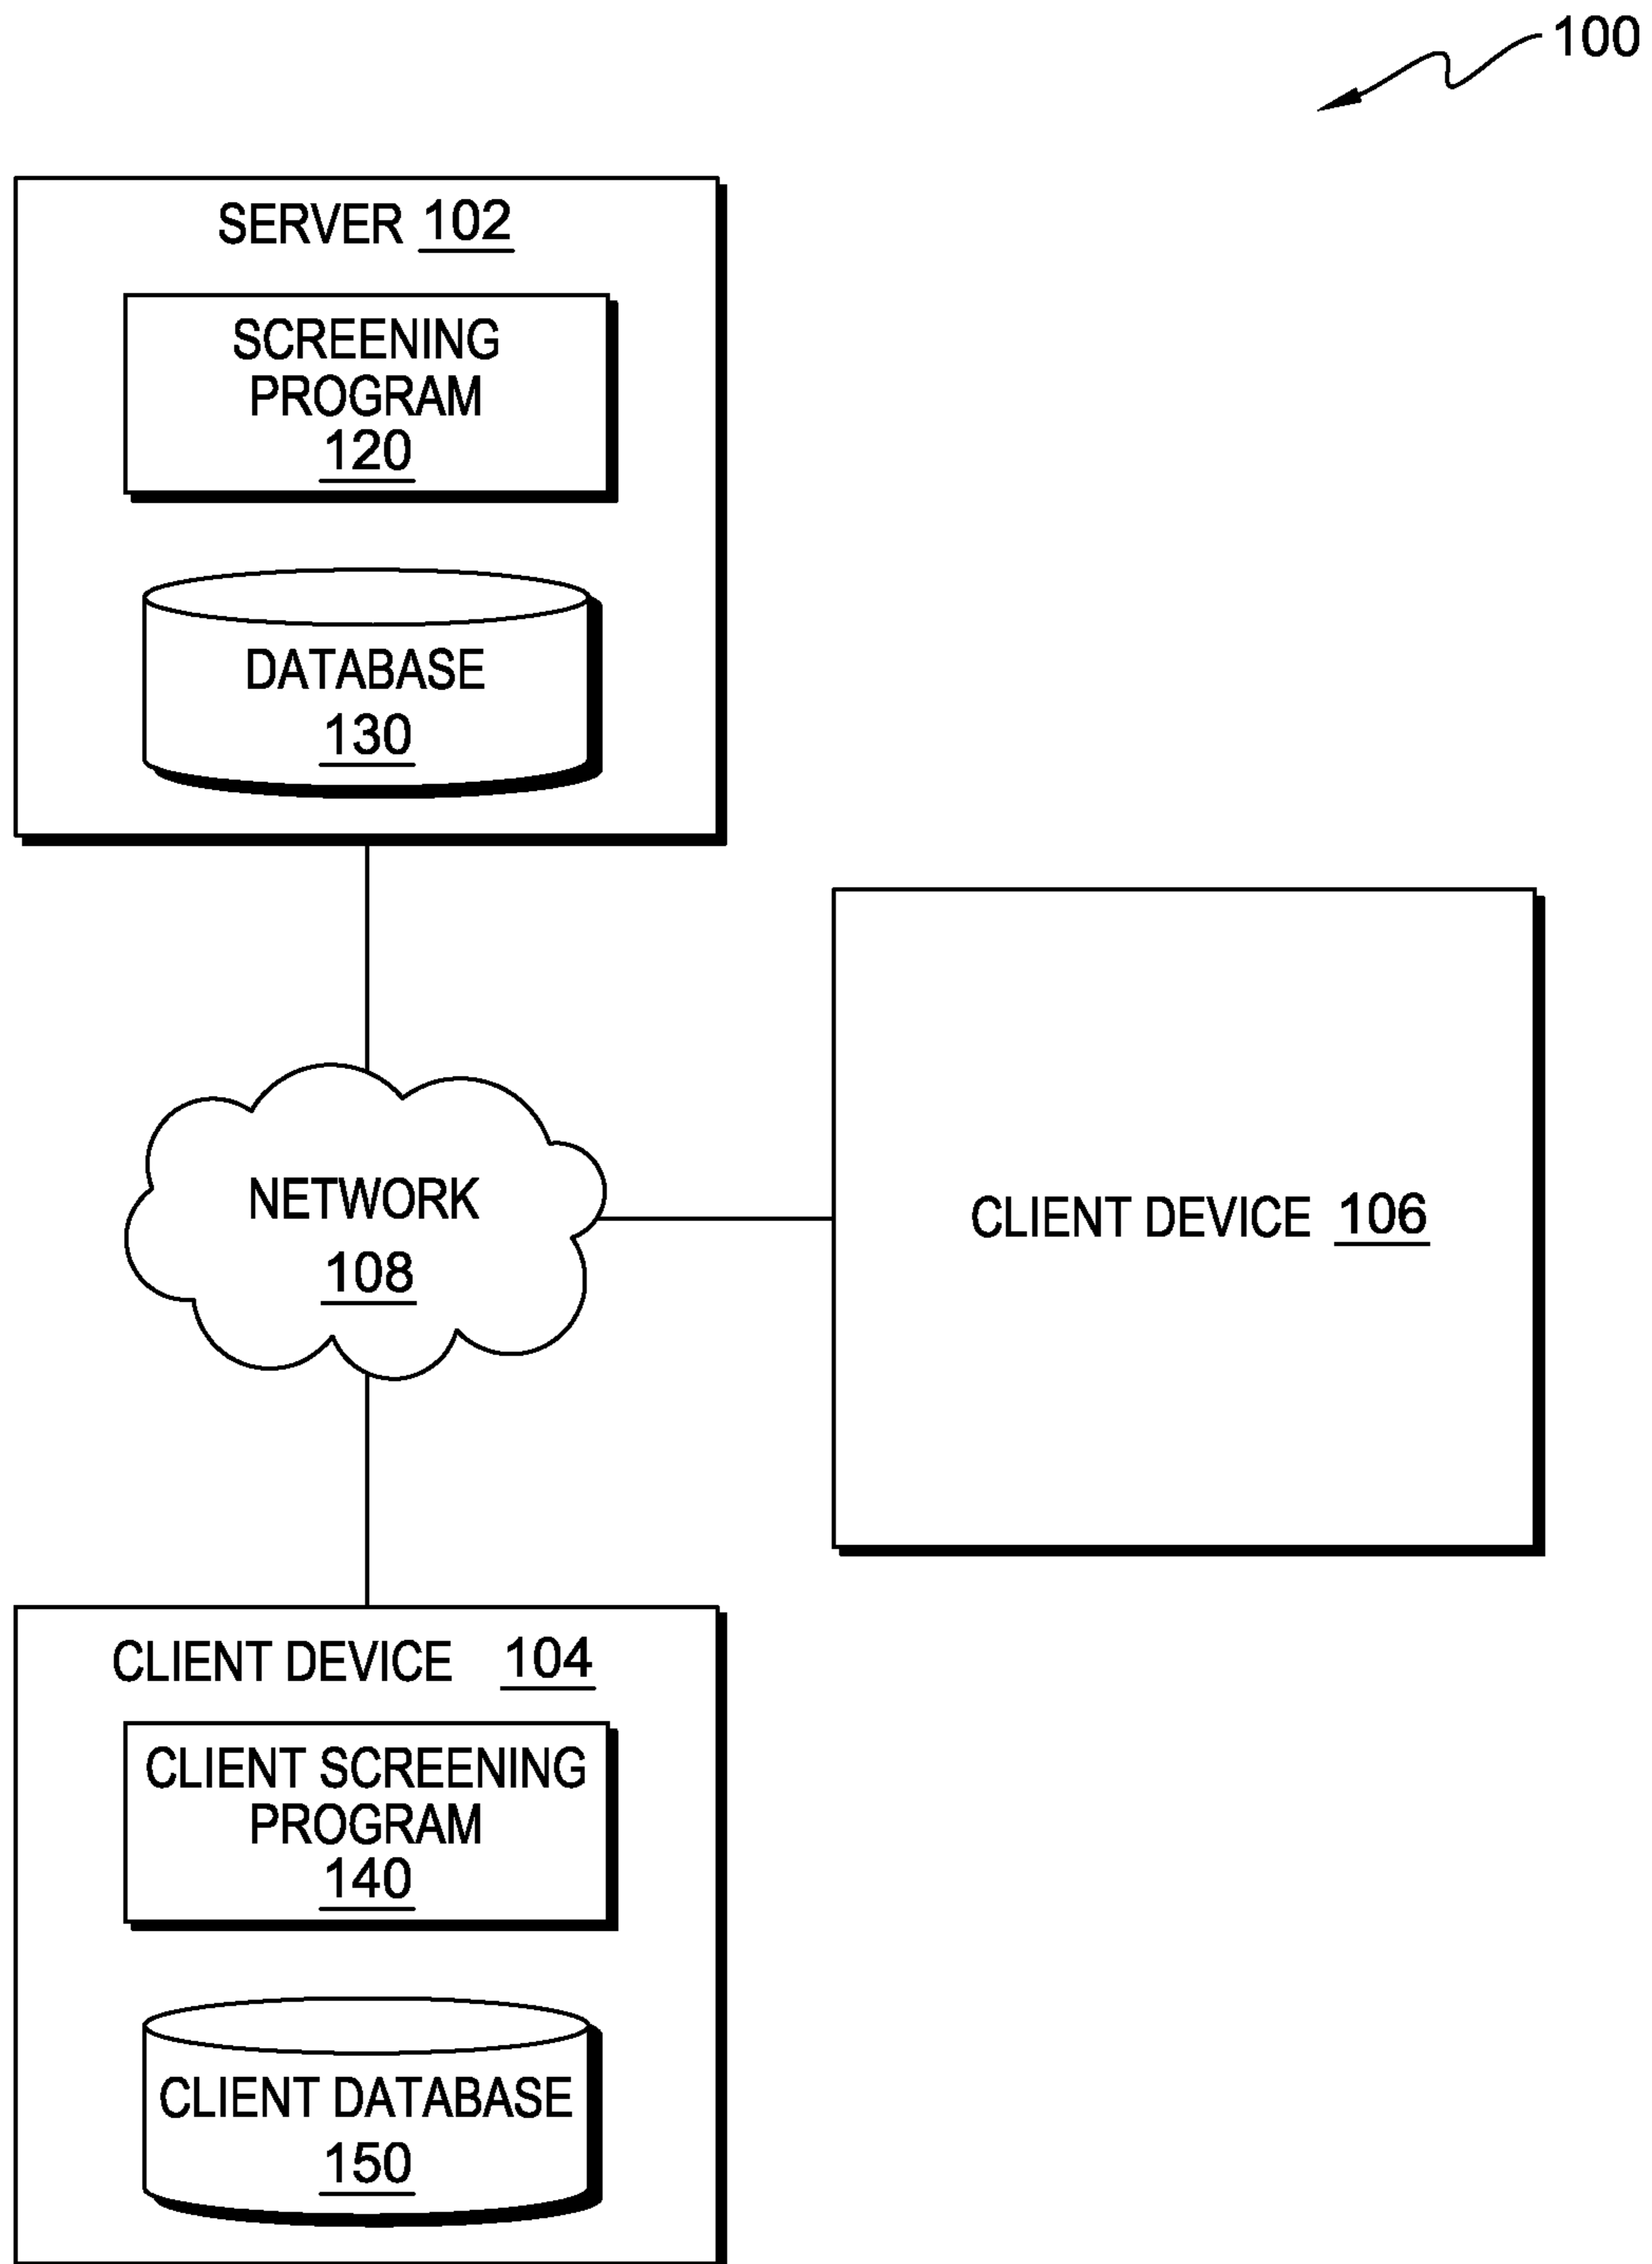 100
SERVER 102
SCREENING
PROGRAM
120
DATABASE
130
NETWORK
108
CLIENT DEVICE 106
CLIENT DEVICE 104
CLIENT SCREENING
PROGRAM
140
CLIENT DATABASE
150